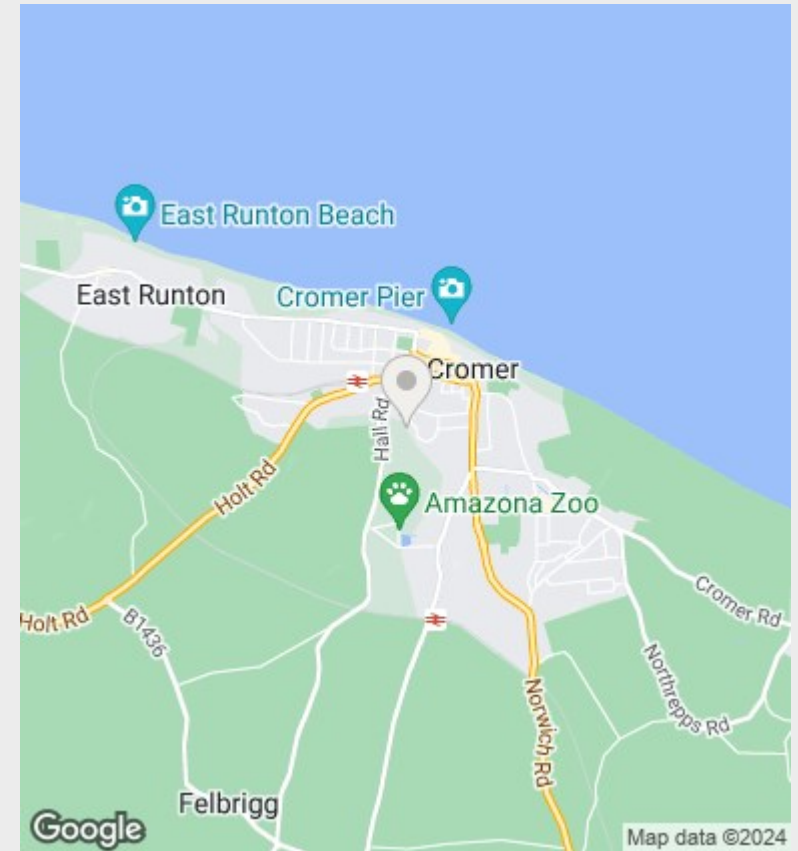 East Runton Beach
East Runton
Cromer Pier
Cromer
Hall Rd
Holt Rd
Amazona Zoo
Holt Rd
B1436
Cromer Rd
Northrepps Rd
Norwich Rd
Felbrigg
Google
Map data ©2024